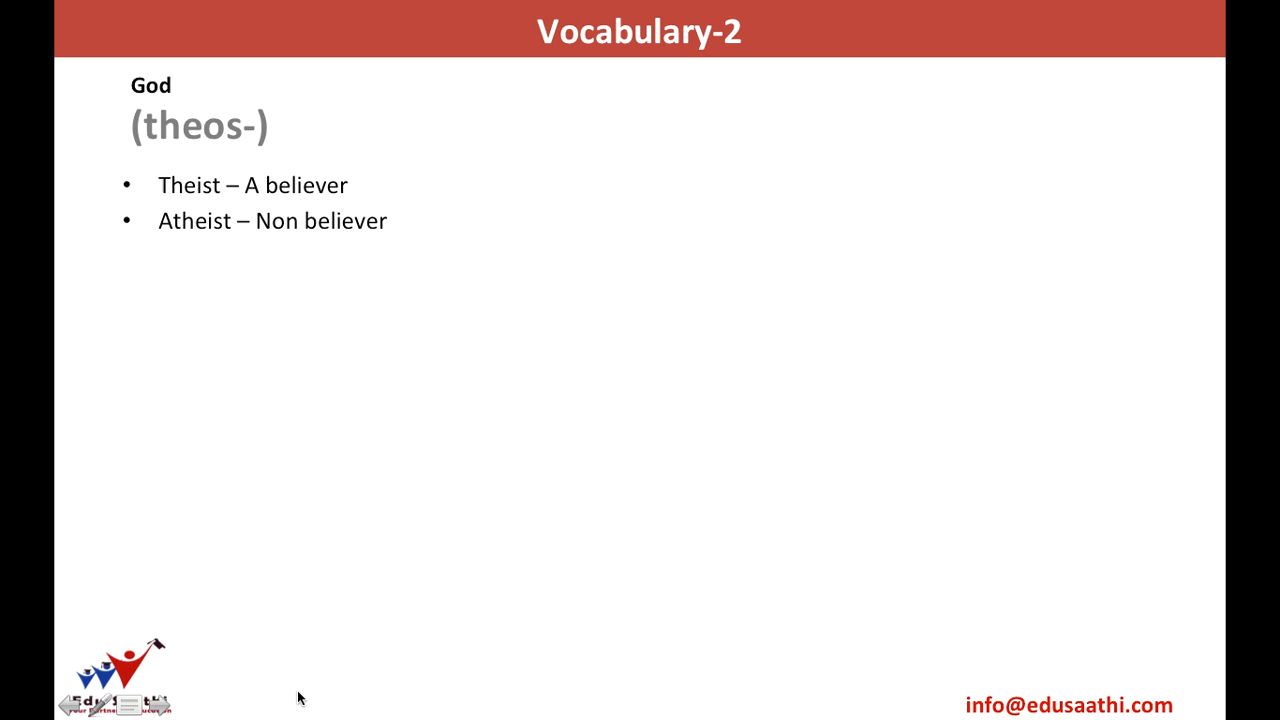 Vocabulary-2
God
(theos-)
• Theist – A believer
• Atheist – Non believer
info@edusaathi.com